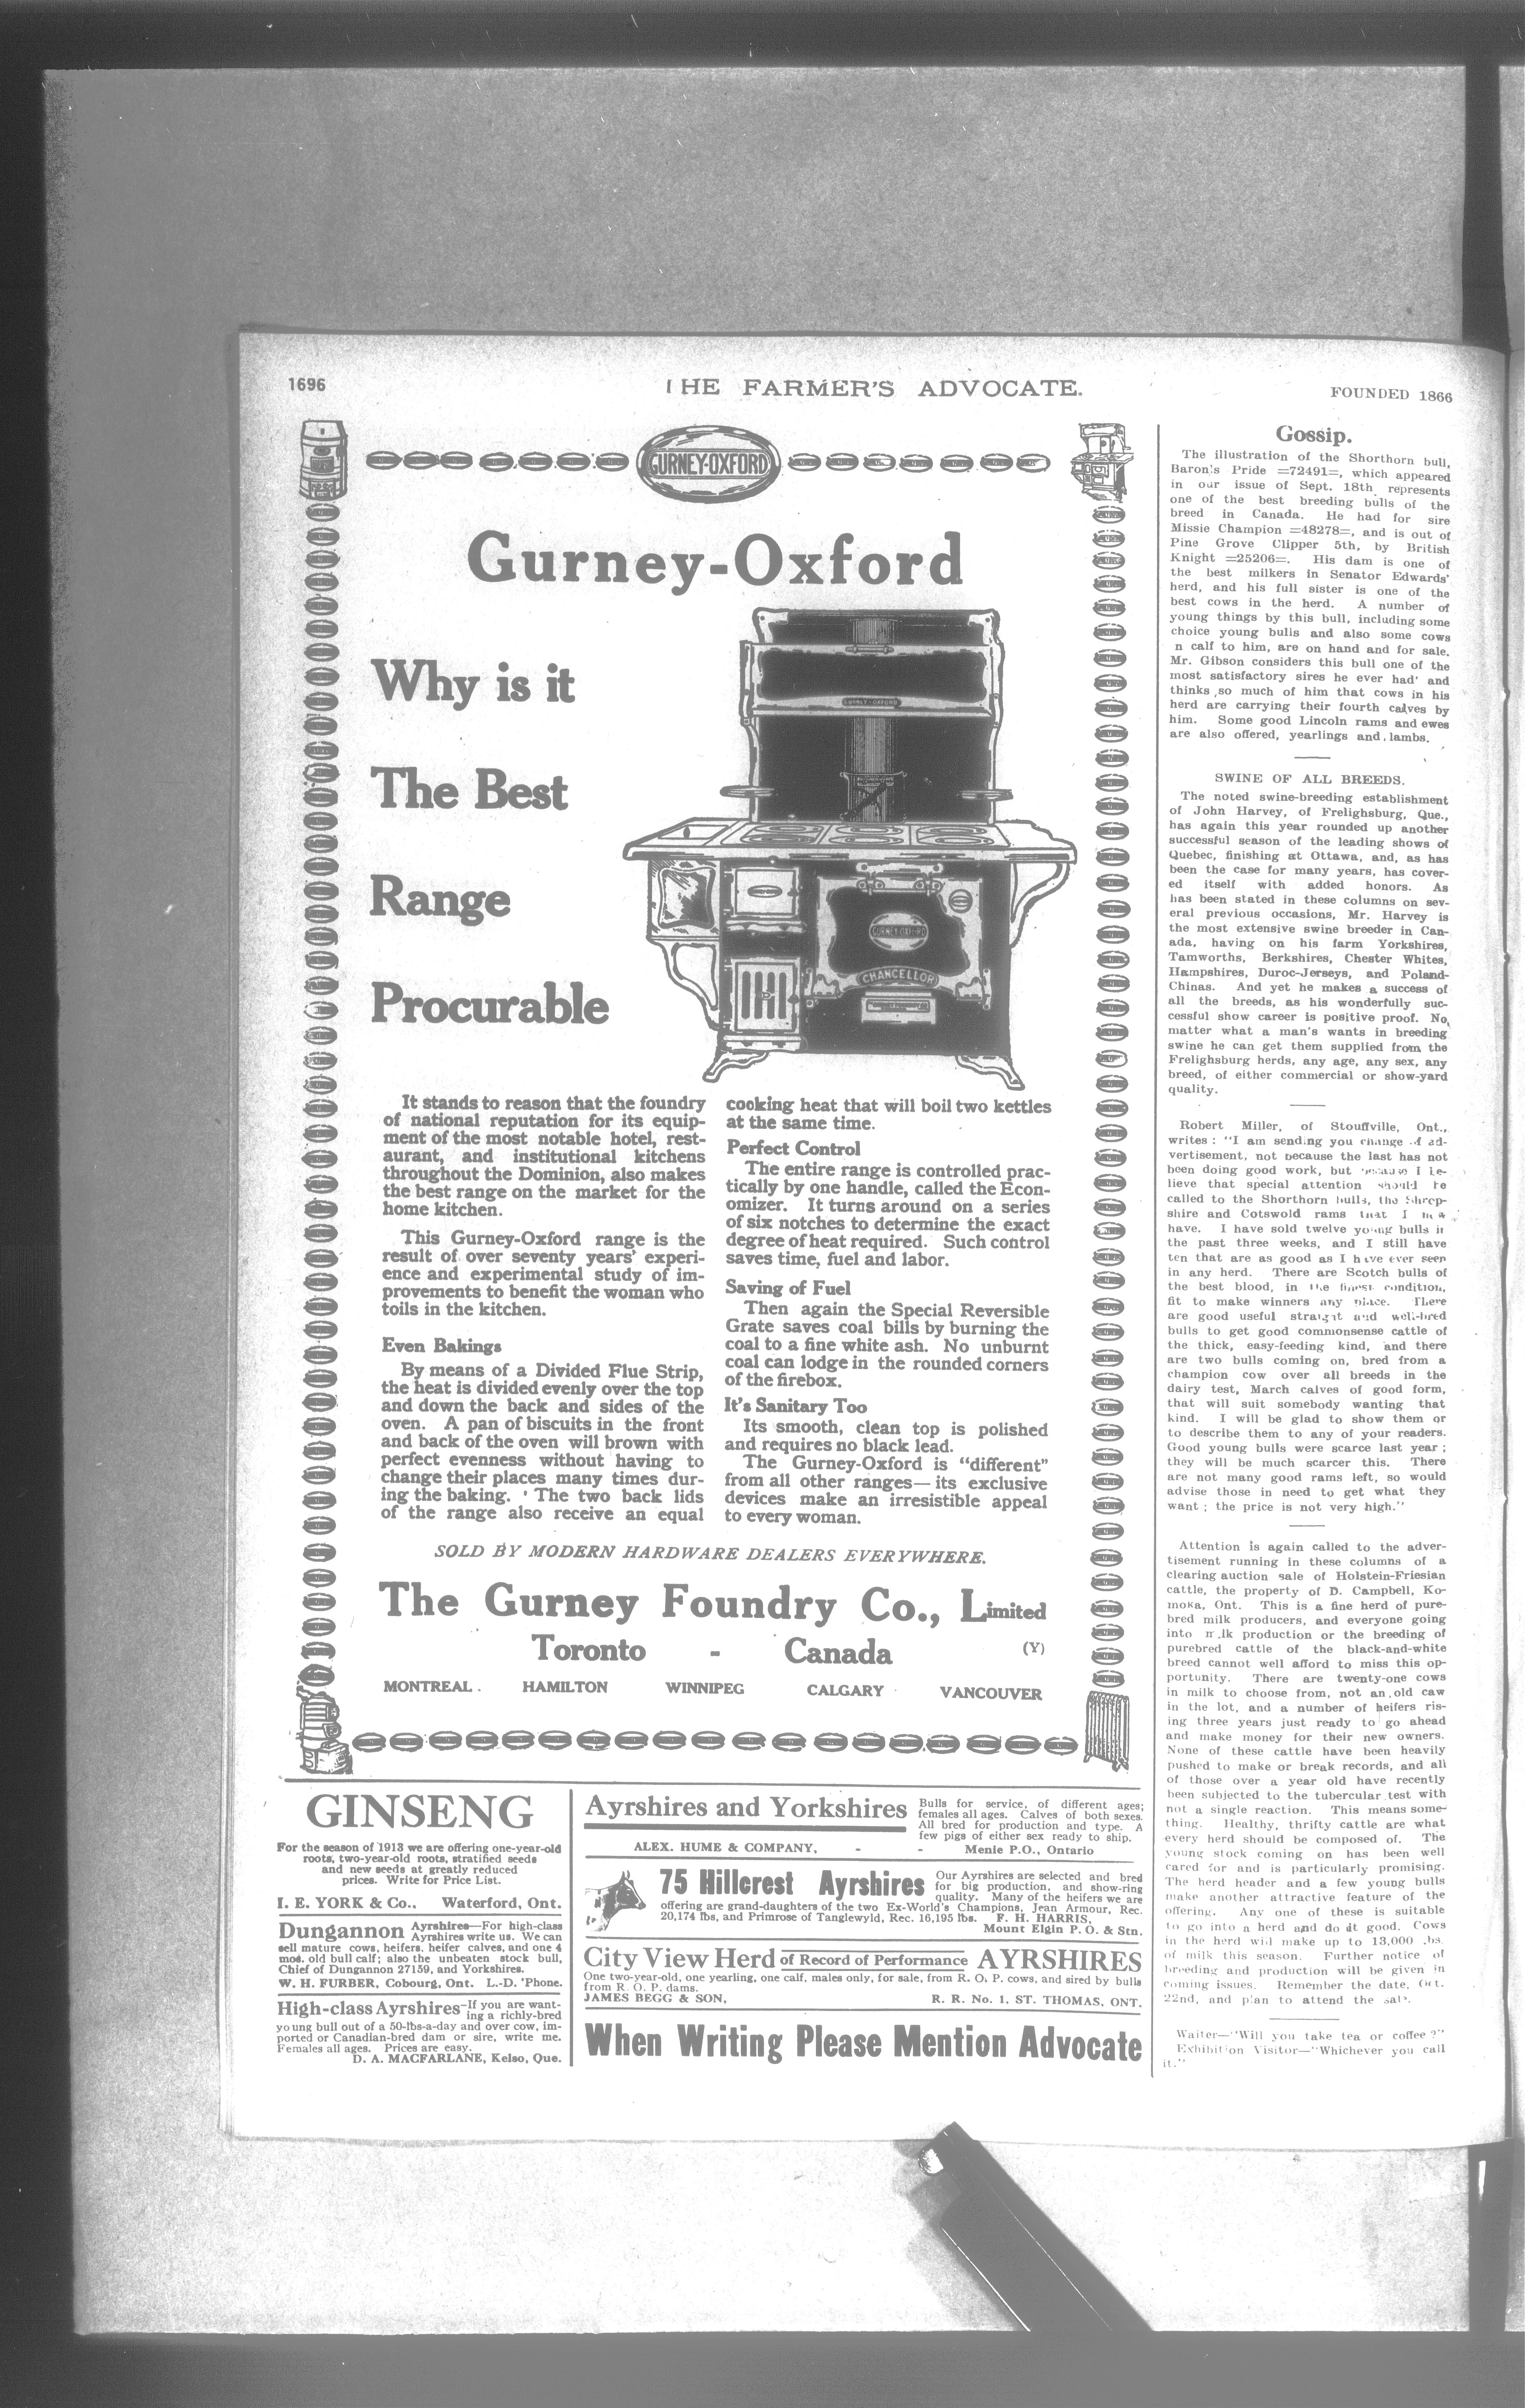 1696
THE FARMER'S ADVOCATE.
FOUNDED 1866
GURNEY-OXFORD
Gurney-Oxford
Why is it
The Best
Range
Procurable
GURNEY-OXFORD
GURNEY-OXFORD
CHANCELLOR
It stands to reason that the foundry
of national reputation for its equip-
ment of the most notable hotel, rest-
aurant, and institutional kitchens
throughout the Dominion, also makes
the best range on the market for the
home kitchen.
This Gurney-Oxford range is the
result of over seventy years' experi-
ence and experimental study of im-
provements to benefit the woman who
toils in the kitchen.
Even Bakings
By means of a Divided Flue Strip,
the heat is divided evenly over the top
and down the back and sides of the
oven. A pan of biscuits in the front
and back of the oven will brown with
perfect evenness without having to
change their places many times dur-
ing the baking. The two back lids
of the range also receive an equal
cooking heat that will boil two kettles
at the same time.
Perfect Control
The entire range is controlled prac-
tically by one handle, called the Econ-
omizer. It turns around on a series
of six notches to determine the exact
degree of heat required. Such control
saves time, fuel and labor.
Saving of Fuel
Then again the Special Reversible
Grate saves coal bills by burning the
coal to a fine white ash. No unburnt
coal can lodge in the rounded corners
of the firebox.
It's Sanitary Too
Its smooth, clean top is polished
and requires no black lead.
The Gurney-Oxford is "different"
from all other ranges—its exclusive
devices make an irresistible appeal
to every woman.
SOLD BY MODERN HARDWARE DEALERS EVERYWHERE.
The Gurney Foundry Co., Limited
Toronto - Canada (Y)
MONTREAL HAMILTON WINNIPEG CALGARY VANCOUVER
GINSENG
For the season of 1913 we are offering one-year-old
roots, two-year-old roots, stratified seeds
and new seeds at greatly reduced
prices. Write for Price List.
I. E. YORK & Co., Waterford, Ont.
Dungannon Ayrshires—For high-class
Ayrshires write us. We can
sell mature cows, heifers, heifer calves, and one 4
mos. old bull calf; also the unbeaten stock bull,
Chief of Dungannon 27159, and Yorkshires.
W. H. FURBER, Cobourg, Ont. L.-D. 'Phone.
High-class Ayrshires—If you are want-
ing a richly-bred
young bull out of a 50-lbs-a-day and over cow, im-
ported or Canadian-bred dam or sire, write me.
Females all ages. Prices are easy.
D. A. MACFARLANE, Kelso, Que.
Ayrshires and Yorkshires
Bulls for service, of different ages;
females all ages. Calves of both sexes.
All bred for production and type. A
few pigs of either sex ready to ship.
ALEX. HUME & COMPANY, - - Menie P.O., Ontario
75 Hillcrest Ayrshires
Our Ayrshires are selected and bred
for big production, and show-ring
quality. Many of the heifers we are
offering are grand-daughters of the two Ex-World's Champions, Jean Armour, Rec.
20,174 lbs, and Primrose of Tanglewyld, Rec. 16,195 lbs. F. H. HARRIS,
Mount Elgin P. O. & Stn.
City View Herd of Record of Performance AYRSHIRES
One two-year-old, one yearling, one calf, males only, for sale, from R. O. P. cows, and sired by bulls
from R. O. P. dams.
JAMES BEGG & SON, R. R. No. 1, ST. THOMAS, ONT.
When Writing Please Mention Advocate
Gossip.
The illustration of the Shorthorn bull,
Baron's Pride =72491=, which appeared
in our issue of Sept. 18th represents
one of the best breeding bulls of the
breed in Canada. He had for sire
Missie Champion =48278=, and is out of
Pine Grove Clipper 5th, by British
Knight =25206=. His dam is one of
the best milkers in Senator Edwards'
herd, and his full sister is one of the
best cows in the herd. A number of
young things by this bull, including some
choice young bulls and also some cows
n calf to him, are on hand and for sale.
Mr. Gibson considers this bull one of the
most satisfactory sires he ever had' and
thinks so much of him that cows in his
herd are carrying their fourth calves by
him. Some good Lincoln rams and ewes
are also offered, yearlings and lambs.
SWINE OF ALL BREEDS.
The noted swine-breeding establishment
of John Harvey, of Frelighsburg, Que.,
has again this year rounded up another
successful season of the leading shows of
Quebec, finishing at Ottawa, and, as has
been the case for many years, has cover-
ed itself with added honors. As
has been stated in these columns on sev-
eral previous occasions, Mr. Harvey is
the most extensive swine breeder in Can-
ada, having on his farm Yorkshires,
Tamworths, Berkshires, Chester Whites,
Hampshires, Duroc-Jerseys, and Poland-
Chinas. And yet he makes a success of
all the breeds, as his wonderfully suc-
cessful show career is positive proof. No
matter what a man's wants in breeding
swine he can get them supplied from the
Frelighsburg herds, any age, any sex, any
breed, of either commercial or show-yard
quality.
Robert Miller, of Stouffville, Ont.,
writes : "I am sending you change of ad-
vertisement, not because the last has not
been doing good work, but because I be-
lieve that special attention should be
called to the Shorthorn bulls, the Shrop-
shire and Cotswold rams that I now
have. I have sold twelve young bulls in
the past three weeks, and I still have
ten that are as good as I have ever seen
in any herd. There are Scotch bulls of
the best blood, in the finest condition,
fit to make winners any place. There
are good useful straight and well-bred
bulls to get good commonsense cattle of
the thick, easy-feeding kind, and there
are two bulls coming on, bred from a
champion cow over all breeds in the
dairy test, March calves of good form,
that will suit somebody wanting that
kind. I will be glad to show them or
to describe them to any of your readers.
Good young bulls were scarce last year ;
they will be much scarcer this. There
are not many good rams left, so would
advise those in need to get what they
want ; the price is not very high."
Attention is again called to the adver-
tisement running in these columns of a
clearing auction sale of Holstein-Friesian
cattle, the property of D. Campbell, Ko-
moka, Ont. This is a fine herd of pure-
bred milk producers, and everyone going
into milk production or the breeding of
purebred cattle of the black-and-white
breed cannot well afford to miss this op-
portunity. There are twenty-one cows
in milk to choose from, not an old caw
in the lot, and a number of heifers ris-
ing three years just ready to go ahead
and make money for their new owners.
None of these cattle have been heavily
pushed to make or break records, and all
of those over a year old have recently
been subjected to the tubercular test with
not a single reaction. This means some-
thing. Healthy, thrifty cattle are what
every herd should be composed of. The
young stock coming on has been well
cared for and is particularly promising.
The herd header and a few young bulls
make another attractive feature of the
offering. Any one of these is suitable
to go into a herd and do it good. Cows
in the herd will make up to 13,000 lbs.
of milk this season. Further notice of
breeding and production will be given in
coming issues. Remember the date, Oct.
22nd, and plan to attend the sale.
Waiter—"Will you take tea or coffee ?"
Exhibition Visitor—"Whichever you call
it."